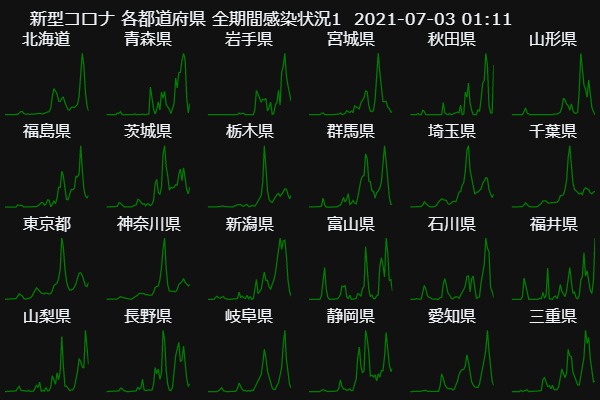 新型コロナ 各都道府県 全期間感染状況1 2021-07-03 01:11
北海道 青森県 岩手県 宮城県 秋田県 山形県
福島県 茨城県 栃木県 群馬県 埼玉県 千葉県
東京都 神奈川県 新潟県 富山県 石川県 福井県
山梨県 長野県 岐阜県 静岡県 愛知県 三重県